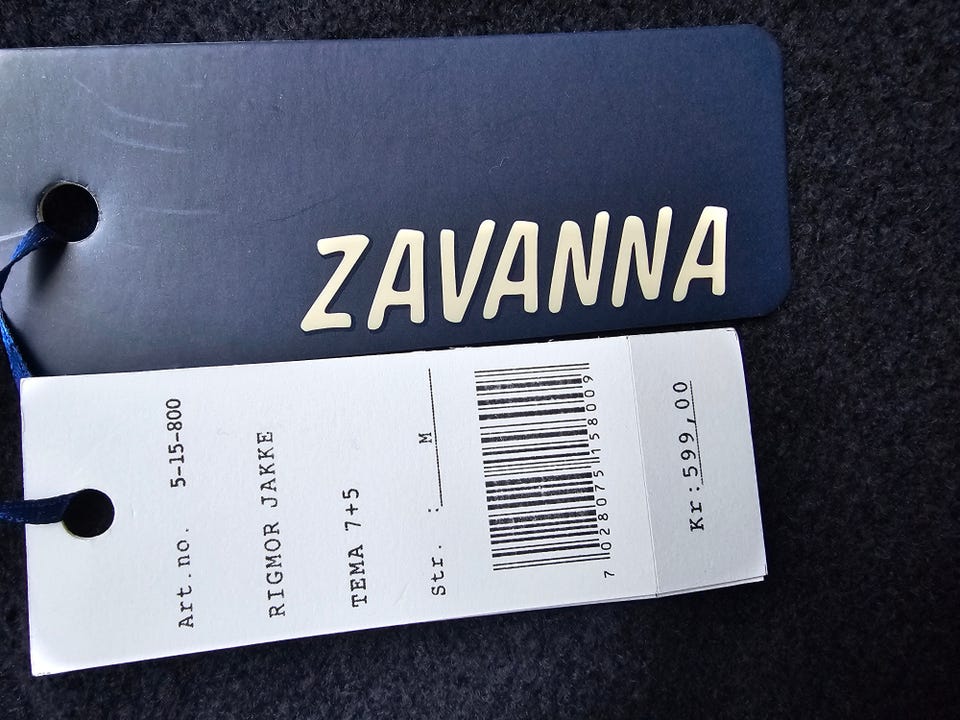 ZAVANNA
Art.no. 5-15-800
RIGMOR JAKKE
TEMA 7+5
Str. : M
7 028075 158009
Kr:599,00